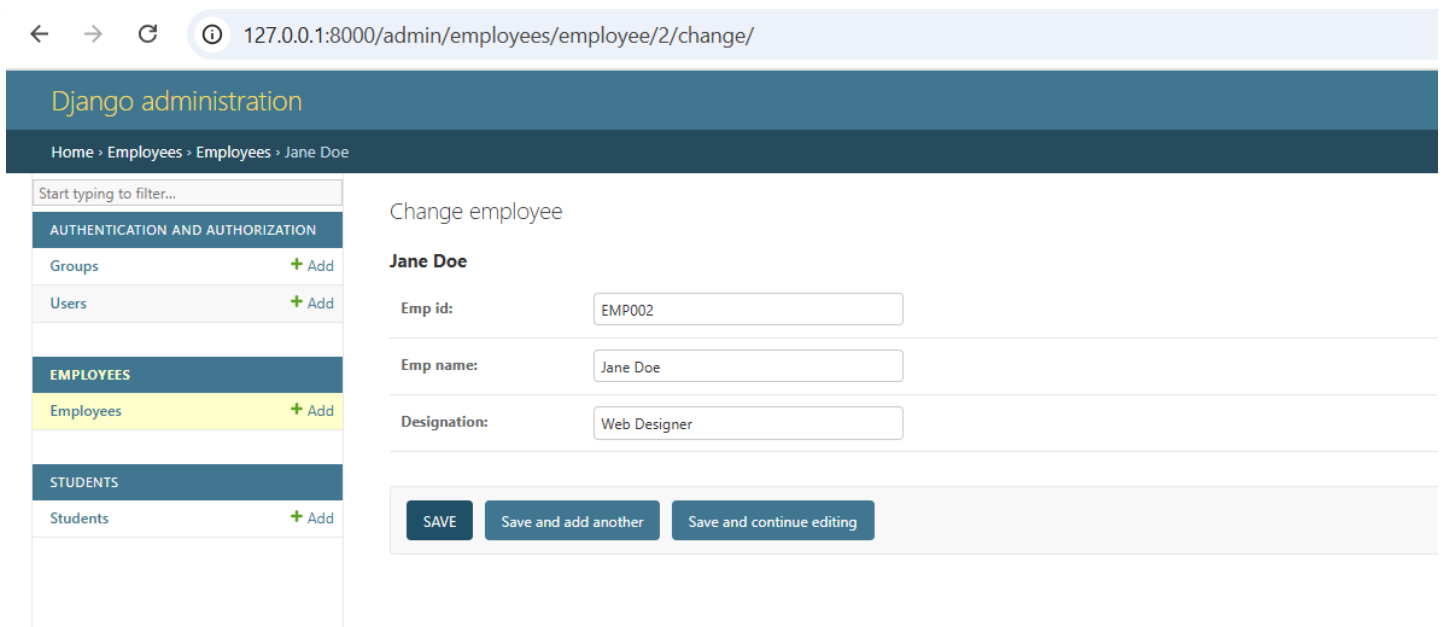 127.0.0.1:8000/admin/employees/employee/2/change/
Django administration
Home › Employees › Employees › Jane Doe
Start typing to filter...
AUTHENTICATION AND AUTHORIZATION
Groups + Add
Users + Add
EMPLOYEES
Employees + Add
STUDENTS
Students + Add
Change employee
Jane Doe
Emp id: EMP002
Emp name: Jane Doe
Designation: Web Designer
SAVE Save and add another Save and continue editing